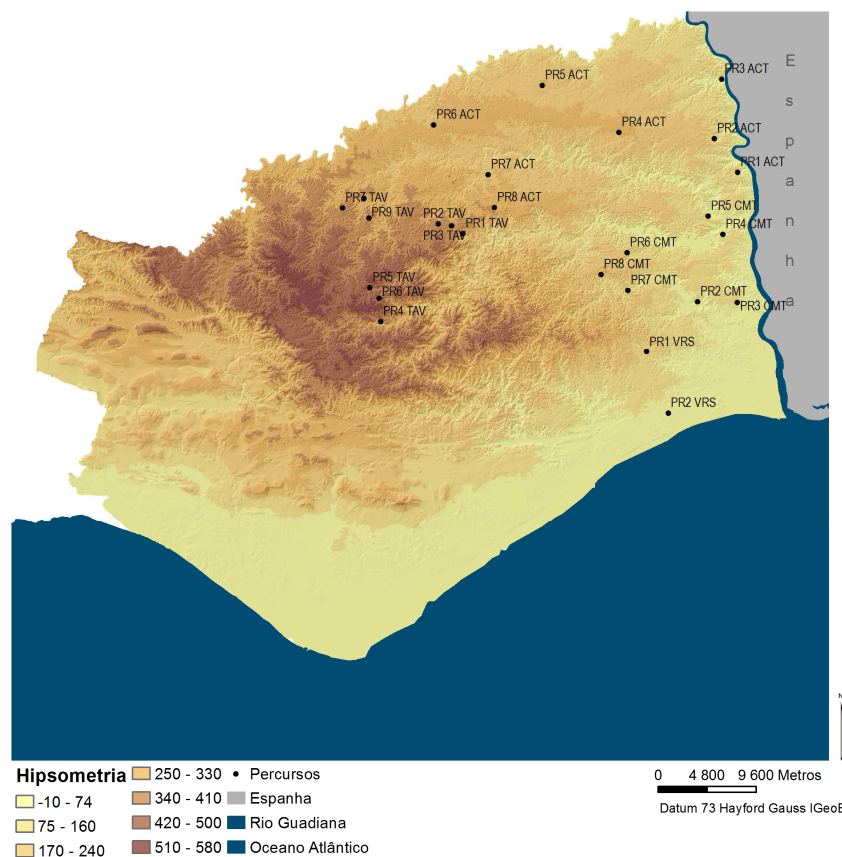 E
s
p
a
n
h
a
PR3 ACT
PR5 ACT
PR6 ACT
PR4 ACT
PR2 ACT
PR1 ACT
PR7 ACT
PR8 ACT
PR7 TAV
PR9 TAV
PR2 TAV
PR1 TAV
PR3 TAV
PR5 CMT
PR4 CMT
PR6 CMT
PR8 CMT
PR7 CMT
PR5 TAV
PR6 TAV
PR4 TAV
PR2 CMT
PR3 CMT
PR1 VRS
PR2 VRS
N
Hipsometria
-10 - 74
75 - 160
170 - 240
250 - 330
340 - 410
420 - 500
510 - 580
Percursos
Espanha
Rio Guadiana
Oceano Atlântico
0 4 800 9 600 Metros
Datum 73 Hayford Gauss IGeoE